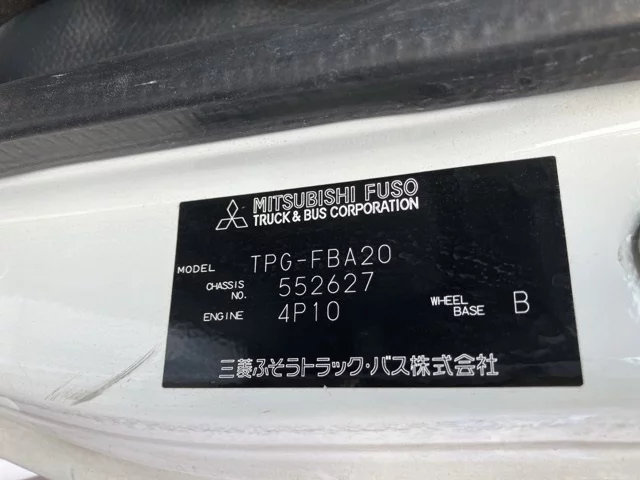 MITSUBISHI FUSO
TRUCK & BUS CORPORATION
MODEL TPG-FBA20
CHASSIS NO. 552627
ENGINE 4P10 WHEEL BASE B
三菱ふそうトラック・バス株式会社